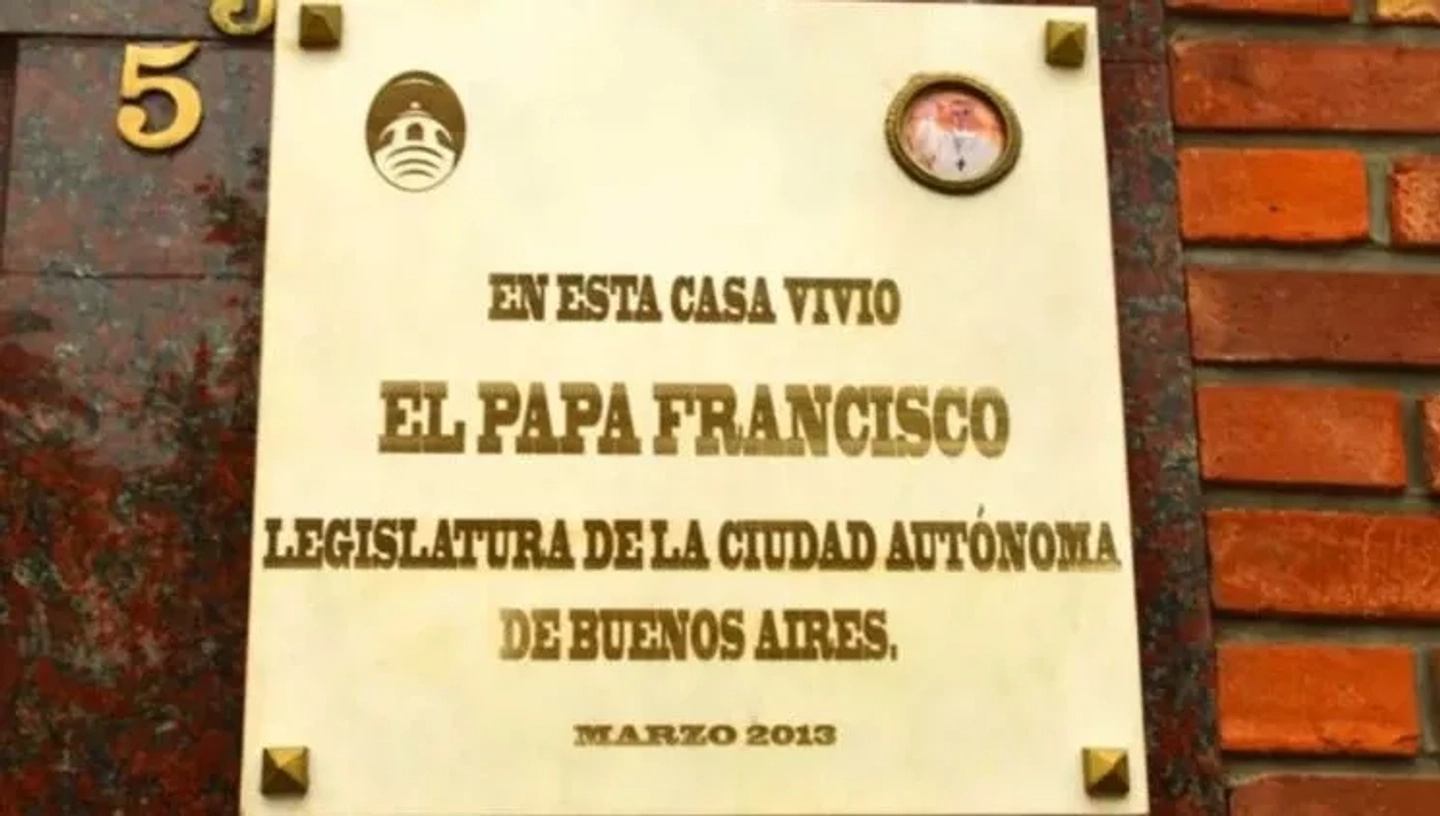 5
EN ESTA CASA VIVIO
EL PAPA FRANCISCO
LEGISLATURA DE LA CIUDAD AUTÓNOMA
DE BUENOS AIRES.
MARZO 2013